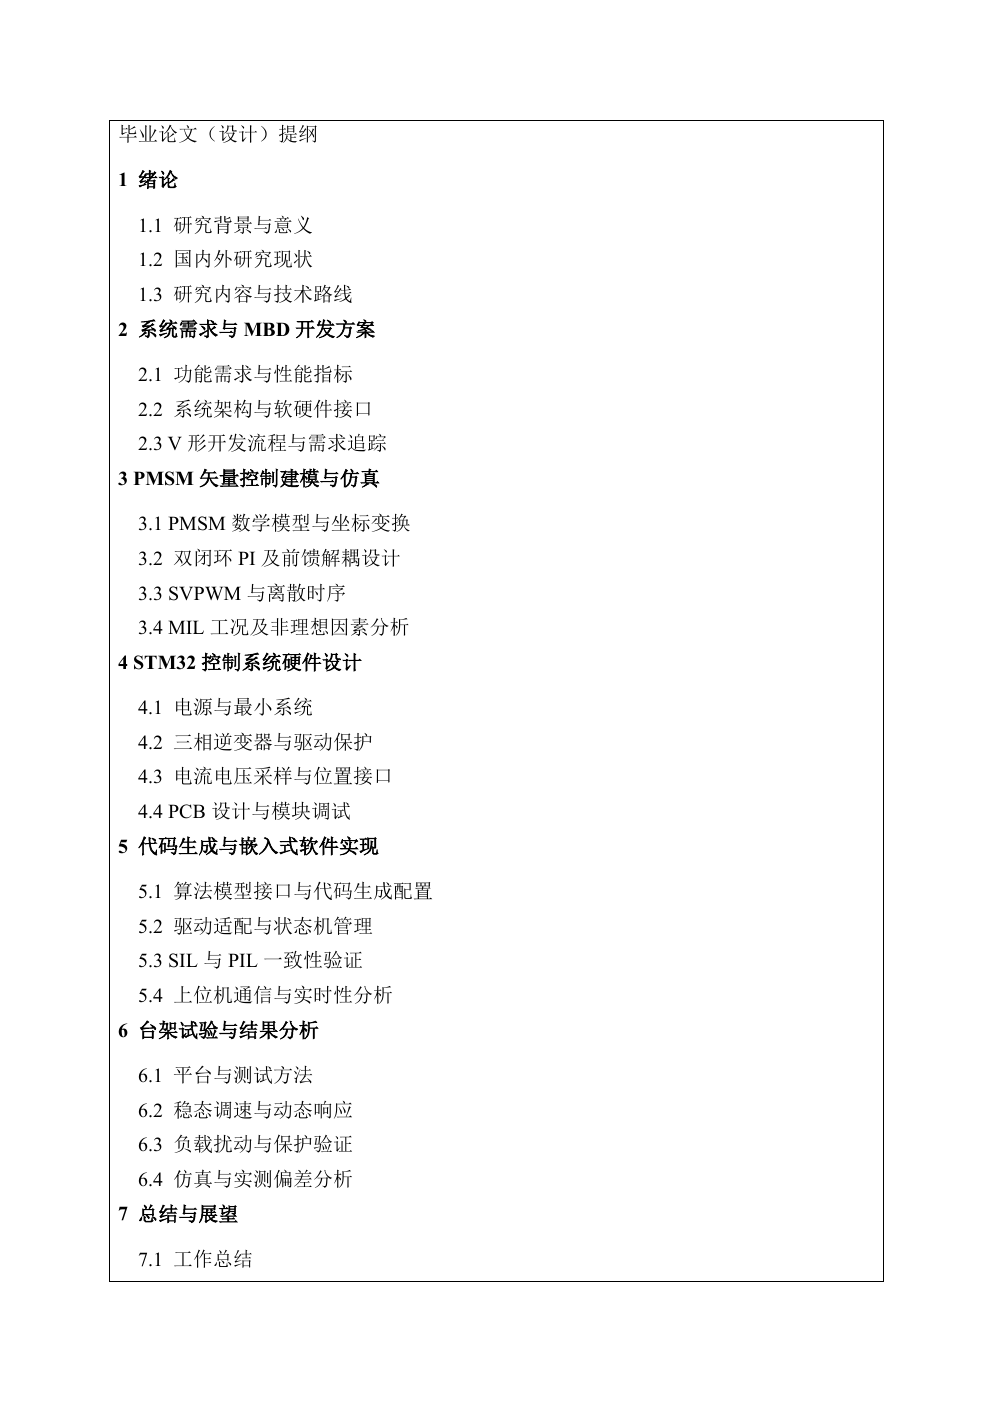 毕业论文（设计）提纲
1 绪论
1.1 研究背景与意义
1.2 国内外研究现状
1.3 研究内容与技术路线
2 系统需求与 MBD 开发方案
2.1 功能需求与性能指标
2.2 系统架构与软硬件接口
2.3 V 形开发流程与需求追踪
3 PMSM 矢量控制建模与仿真
3.1 PMSM 数学模型与坐标变换
3.2 双闭环 PI 及前馈解耦设计
3.3 SVPWM 与离散时序
3.4 MIL 工况及非理想因素分析
4 STM32 控制系统硬件设计
4.1 电源与最小系统
4.2 三相逆变器与驱动保护
4.3 电流电压采样与位置接口
4.4 PCB 设计与模块调试
5 代码生成与嵌入式软件实现
5.1 算法模型接口与代码生成配置
5.2 驱动适配与状态机管理
5.3 SIL 与 PIL 一致性验证
5.4 上位机通信与实时性分析
6 台架试验与结果分析
6.1 平台与测试方法
6.2 稳态调速与动态响应
6.3 负载扰动与保护验证
6.4 仿真与实测偏差分析
7 总结与展望
7.1 工作总结